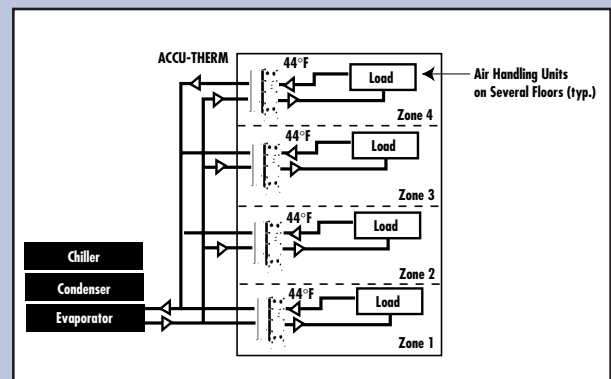 ACCU-THERM
44°F
Load
Air Handling Units
on Several Floors (typ.)
Zone 4
44°F
Load
Zone 3
44°F
Load
Zone 2
Chiller
Condenser
Evaporator
44°F
Load
Zone 1